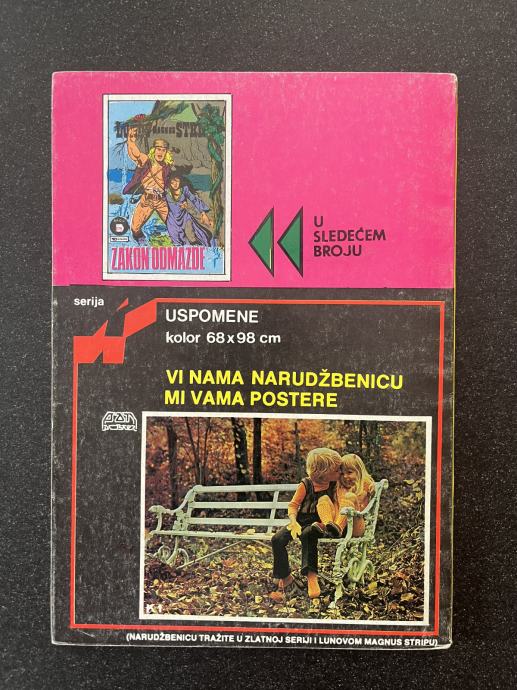 ZAKON ODMAZDE
U
SLEDEĆEM
BROJU
serija
USPOMENE
kolor 68 x 98 cm
VI NAMA NARUDŽBENICU
MI VAMA POSTERE
K1
(NARUDŽBENICU TRAŽITE U ZLATNOJ SERIJI I LUNOVOM MAGNUS STRIPU)